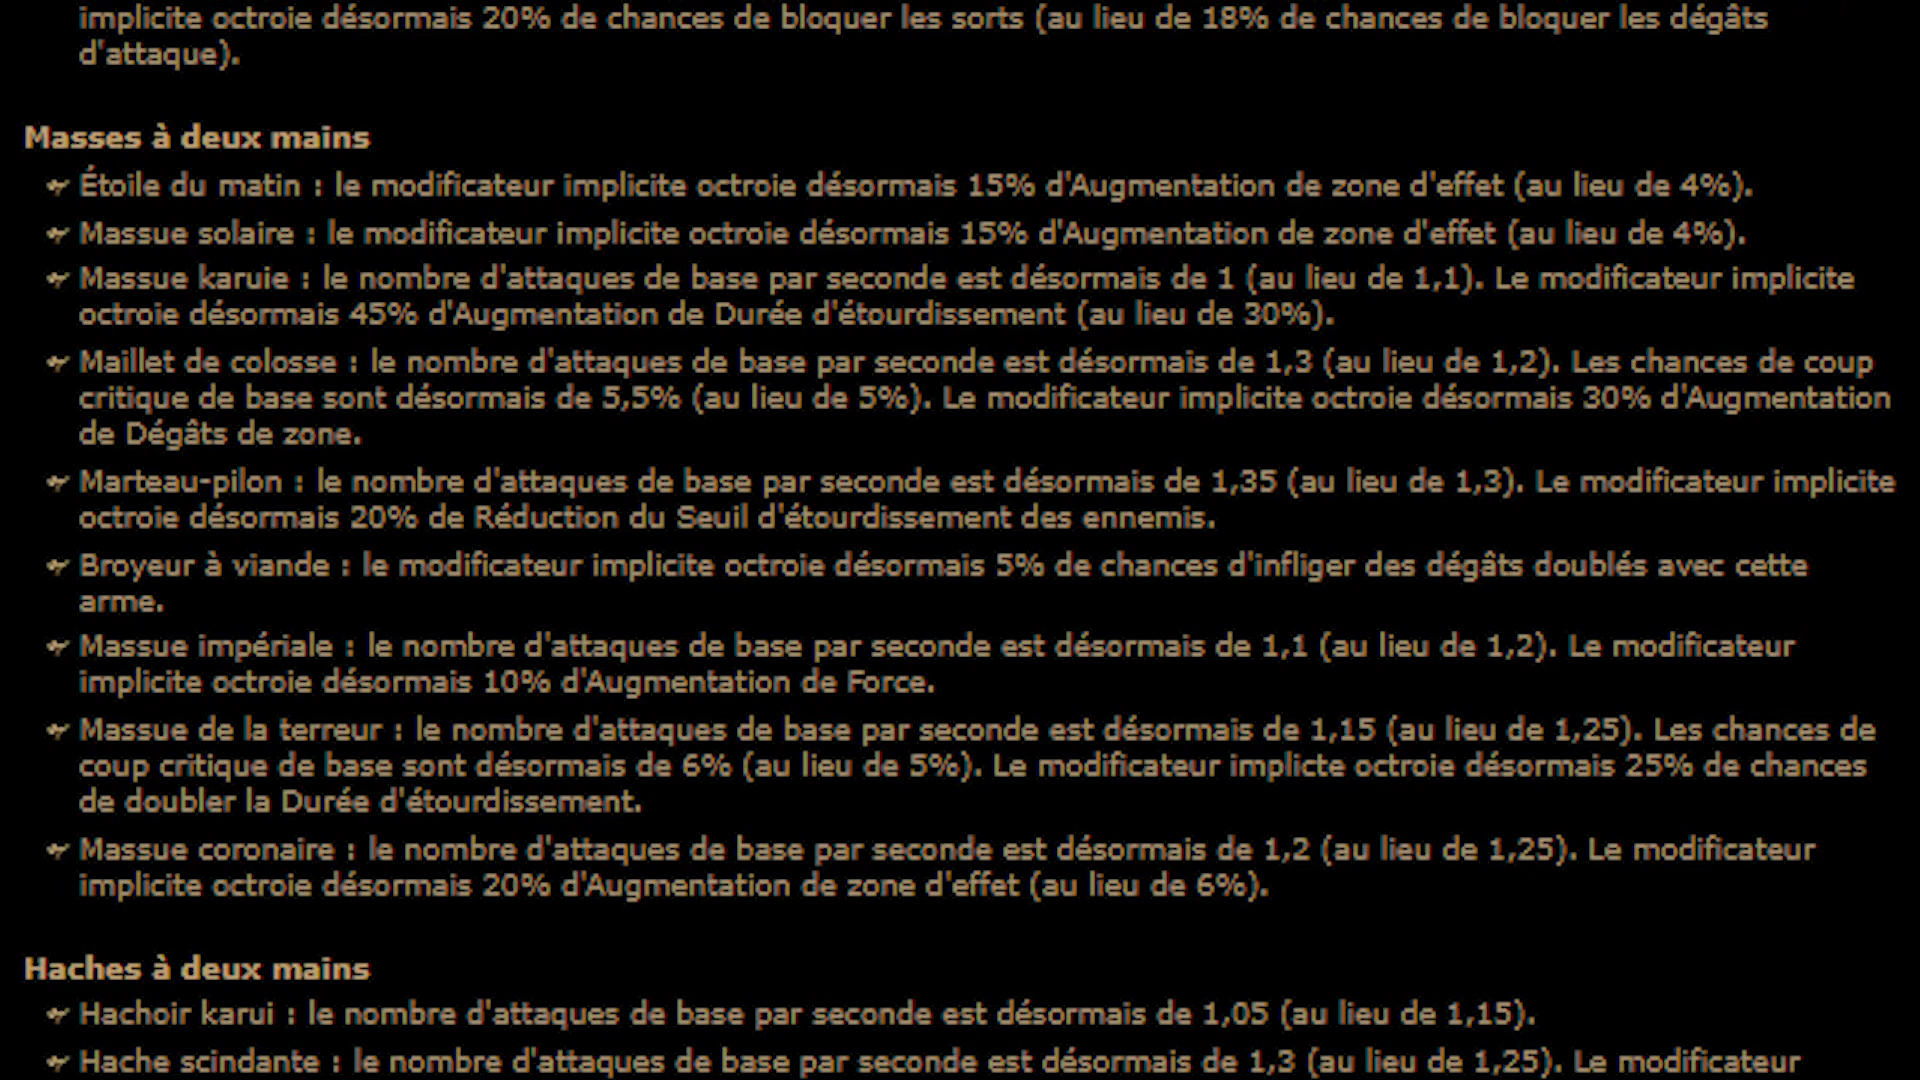 implicite octroie désormais 20% de chances de bloquer les sorts (au lieu de 18% de chances de bloquer les dégâts
d'attaque).
Masses à deux mains
Étoile du matin : le modificateur implicite octroie désormais 15% d'Augmentation de zone d'effet (au lieu de 4%).
Massue solaire : le modificateur implicite octroie désormais 15% d'Augmentation de zone d'effet (au lieu de 4%).
Massue karuie : le nombre d'attaques de base par seconde est désormais de 1 (au lieu de 1,1). Le modificateur implicite
octroie désormais 45% d'Augmentation de Durée d'étourdissement (au lieu de 30%).
Maillet de colosse : le nombre d'attaques de base par seconde est désormais de 1,3 (au lieu de 1,2). Les chances de coup
critique de base sont désormais de 5,5% (au lieu de 5%). Le modificateur implicite octroie désormais 30% d'Augmentation
de Dégâts de zone.
Marteau-pilon : le nombre d'attaques de base par seconde est désormais de 1,35 (au lieu de 1,3). Le modificateur implicite
octroie désormais 20% de Réduction du Seuil d'étourdissement des ennemis.
Broyeur à viande : le modificateur implicite octroie désormais 5% de chances d'infliger des dégâts doublés avec cette
arme.
Massue impériale : le nombre d'attaques de base par seconde est désormais de 1,1 (au lieu de 1,2). Le modificateur
implicite octroie désormais 10% d'Augmentation de Force.
Massue de la terreur : le nombre d'attaques de base par seconde est désormais de 1,15 (au lieu de 1,25). Les chances de
coup critique de base sont désormais de 6% (au lieu de 5%). Le modificateur implicte octroie désormais 25% de chances
de doubler la Durée d'étourdissement.
Massue coronaire : le nombre d'attaques de base par seconde est désormais de 1,2 (au lieu de 1,25). Le modificateur
implicite octroie désormais 20% d'Augmentation de zone d'effet (au lieu de 6%).
Haches à deux mains
Hachoir karui : le nombre d'attaques de base par seconde est désormais de 1,05 (au lieu de 1,15).
Hache scindante : le nombre d'attaques de base par seconde est désormais de 1,3 (au lieu de 1,25). Le modificateur